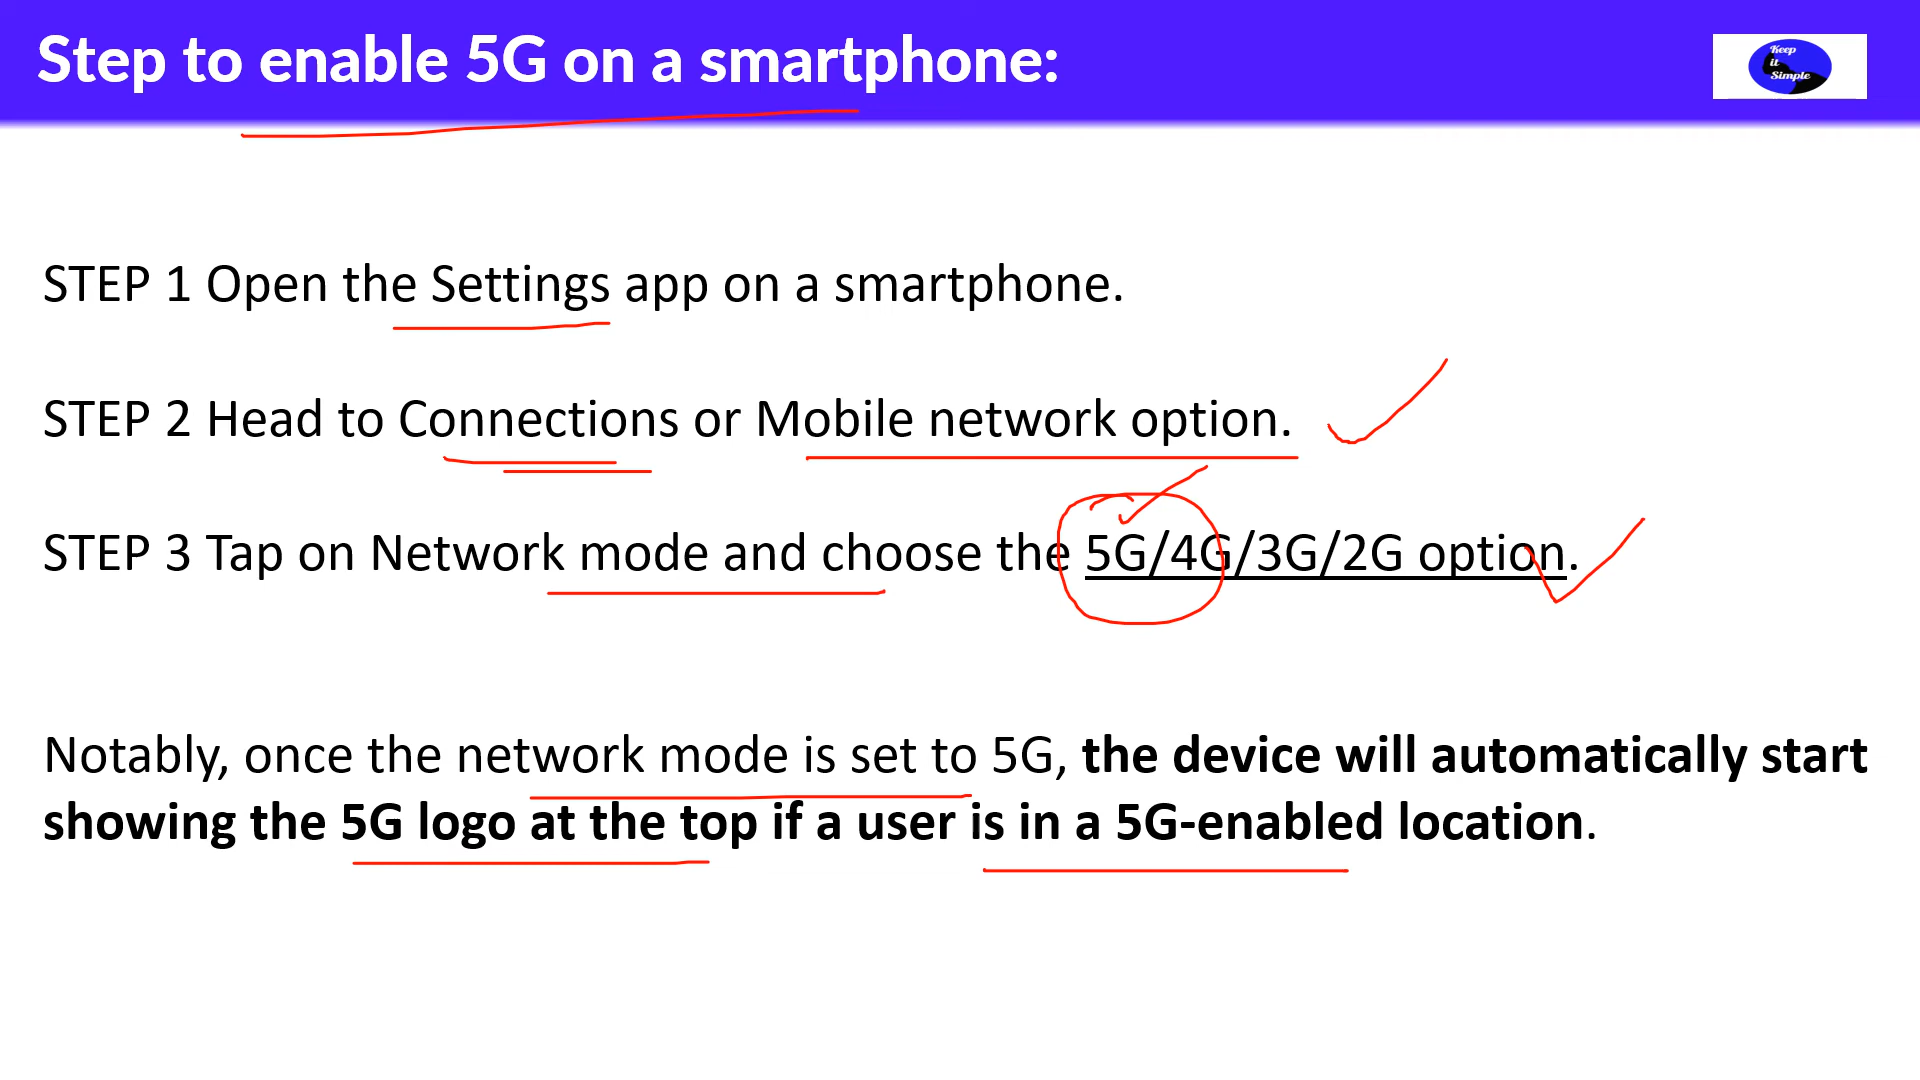 Step to enable 5G on a smartphone:
Keep
it
Simple
STEP 1 Open the Settings app on a smartphone.
STEP 2 Head to Connections or Mobile network option.
STEP 3 Tap on Network mode and choose the 5G/4G/3G/2G option.
Notably, once the network mode is set to 5G, the device will automatically start
showing the 5G logo at the top if a user is in a 5G-enabled location.